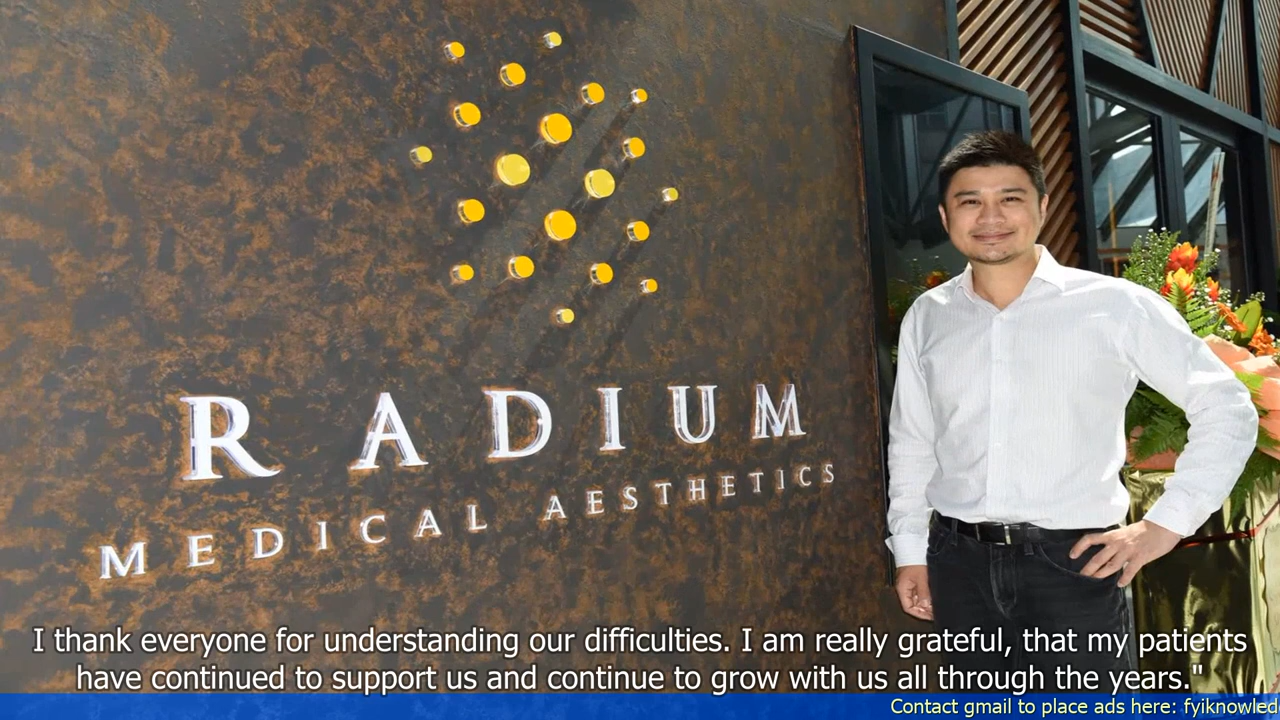 RADIUM
MEDICAL AESTHETICS
I thank everyone for understanding our difficulties. I am really grateful, that my patients
have continued to support us and continue to grow with us all through the years."
Contact gmail to place ads here: fyiknowled